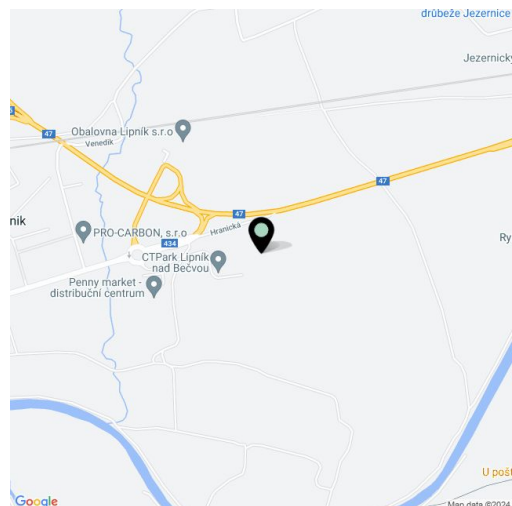 drůbeže Jezernice
Jezernický
Obalovna Lipník s.r.o
47
Venedik
47
47
nik
PRO-CARBON, s.r.o
Hranická
434
Ry
CTPark Lipník
nad Bečvou
Penny market -
distribuční centrum
U pošt
Google
Map data ©2024